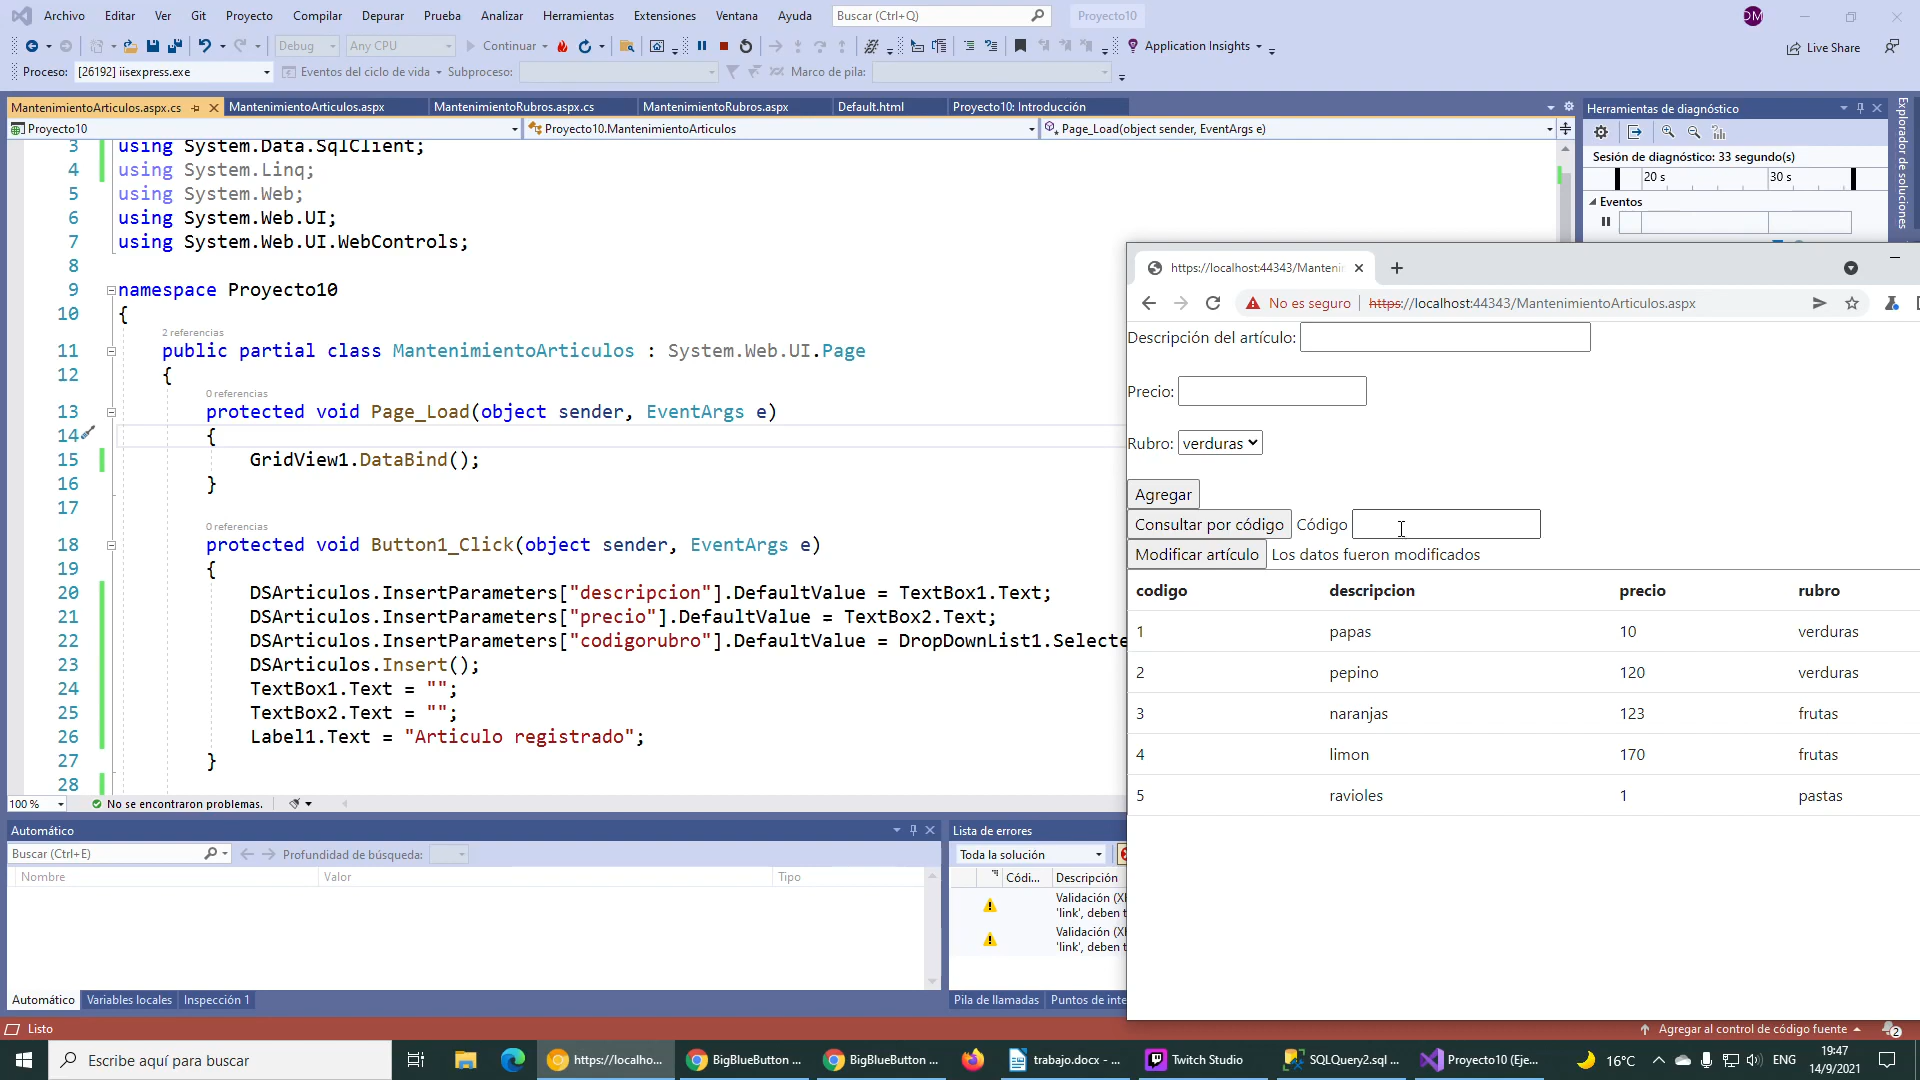 Archivo Editar Ver Git Proyecto Compilar Depurar Prueba Analizar Herramientas Extensiones Ventana Ayuda Buscar (Ctrl+Q) Proyecto10 DM
Debug Any CPU Continuar Application Insights Live Share
Proceso: [26192] iisexpress.exe Eventos del ciclo de vida Subproceso: Marco de pila:
MantenimientoArticulos.aspx.cs MantenimientoArticulos.aspx MantenimientoRubros.aspx.cs MantenimientoRubros.aspx Default.html Proyecto10: Introducción
Proyecto10 Proyecto10.MantenimientoArticulos Page_Load(object sender, EventArgs e)
3 using System.Data.SqlClient;
4 using System.Linq;
5 using System.Web;
6 using System.Web.UI;
7 using System.Web.UI.WebControls;
8
9 namespace Proyecto10
10 {
2 referencias
11 public partial class MantenimientoArticulos : System.Web.UI.Page
12 {
0 referencias
13 protected void Page_Load(object sender, EventArgs e)
14 {
15 GridView1.DataBind();
16 }
17
0 referencias
18 protected void Button1_Click(object sender, EventArgs e)
19 {
20 DSArticulos.InsertParameters["descripcion"].DefaultValue = TextBox1.Text;
21 DSArticulos.InsertParameters["precio"].DefaultValue = TextBox2.Text;
22 DSArticulos.InsertParameters["codigorubro"].DefaultValue = DropDownList1.Selecte
23 DSArticulos.Insert();
24 TextBox1.Text = "";
25 TextBox2.Text = "";
26 Label1.Text = "Articulo registrado";
27 }
28
100 % No se encontraron problemas.
Herramientas de diagnóstico
Sesión de diagnóstico: 33 segundo(s)
20 s 30 s
Eventos
Explorador de soluciones
https://localhost:44343/Manteni
No es seguro https://localhost:44343/MantenimientoArticulos.aspx
Descripción del artículo:
Precio:
Rubro: verduras
Agregar
Consultar por código Código
Modificar artículo Los datos fueron modificados
codigo descripcion precio rubro
1 papas 10 verduras
2 pepino 120 verduras
3 naranjas 123 frutas
4 limon 170 frutas
5 ravioles 1 pastas
Automático
Buscar (Ctrl+E) Profundidad de búsqueda:
Nombre Valor Tipo
Automático Variables locales Inspección 1
Lista de errores
Toda la solución
Códi... Descripción
Validación (X
'link', deben t
Validación (X
'link', deben t
Pila de llamadas Puntos de inte
Listo Agregar al control de código fuente 2
Escribe aquí para buscar https://localho... BigBlueButton ... BigBlueButton ... trabajo.docx - ... Twitch Studio SQLQuery2.sql ... Proyecto10 (Eje... 16°C ENG 19:47
14/9/2021